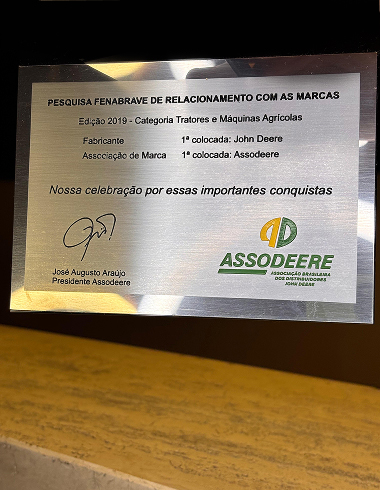 PESQUISA FENABRAVE DE RELACIONAMENTO COM AS MARCAS
Edição 2019 - Categoria Tratores e Máquinas Agrícolas
Fabricante 1ª colocada: John Deere
Associação de Marca 1ª colocada: Assodeere
Nossa celebração por essas importantes conquistas
José Augusto Araújo
Presidente Assodeere
ASSODEERE
ASSOCIAÇÃO BRASILEIRA
DOS DISTRIBUIDORES
JOHN DEERE